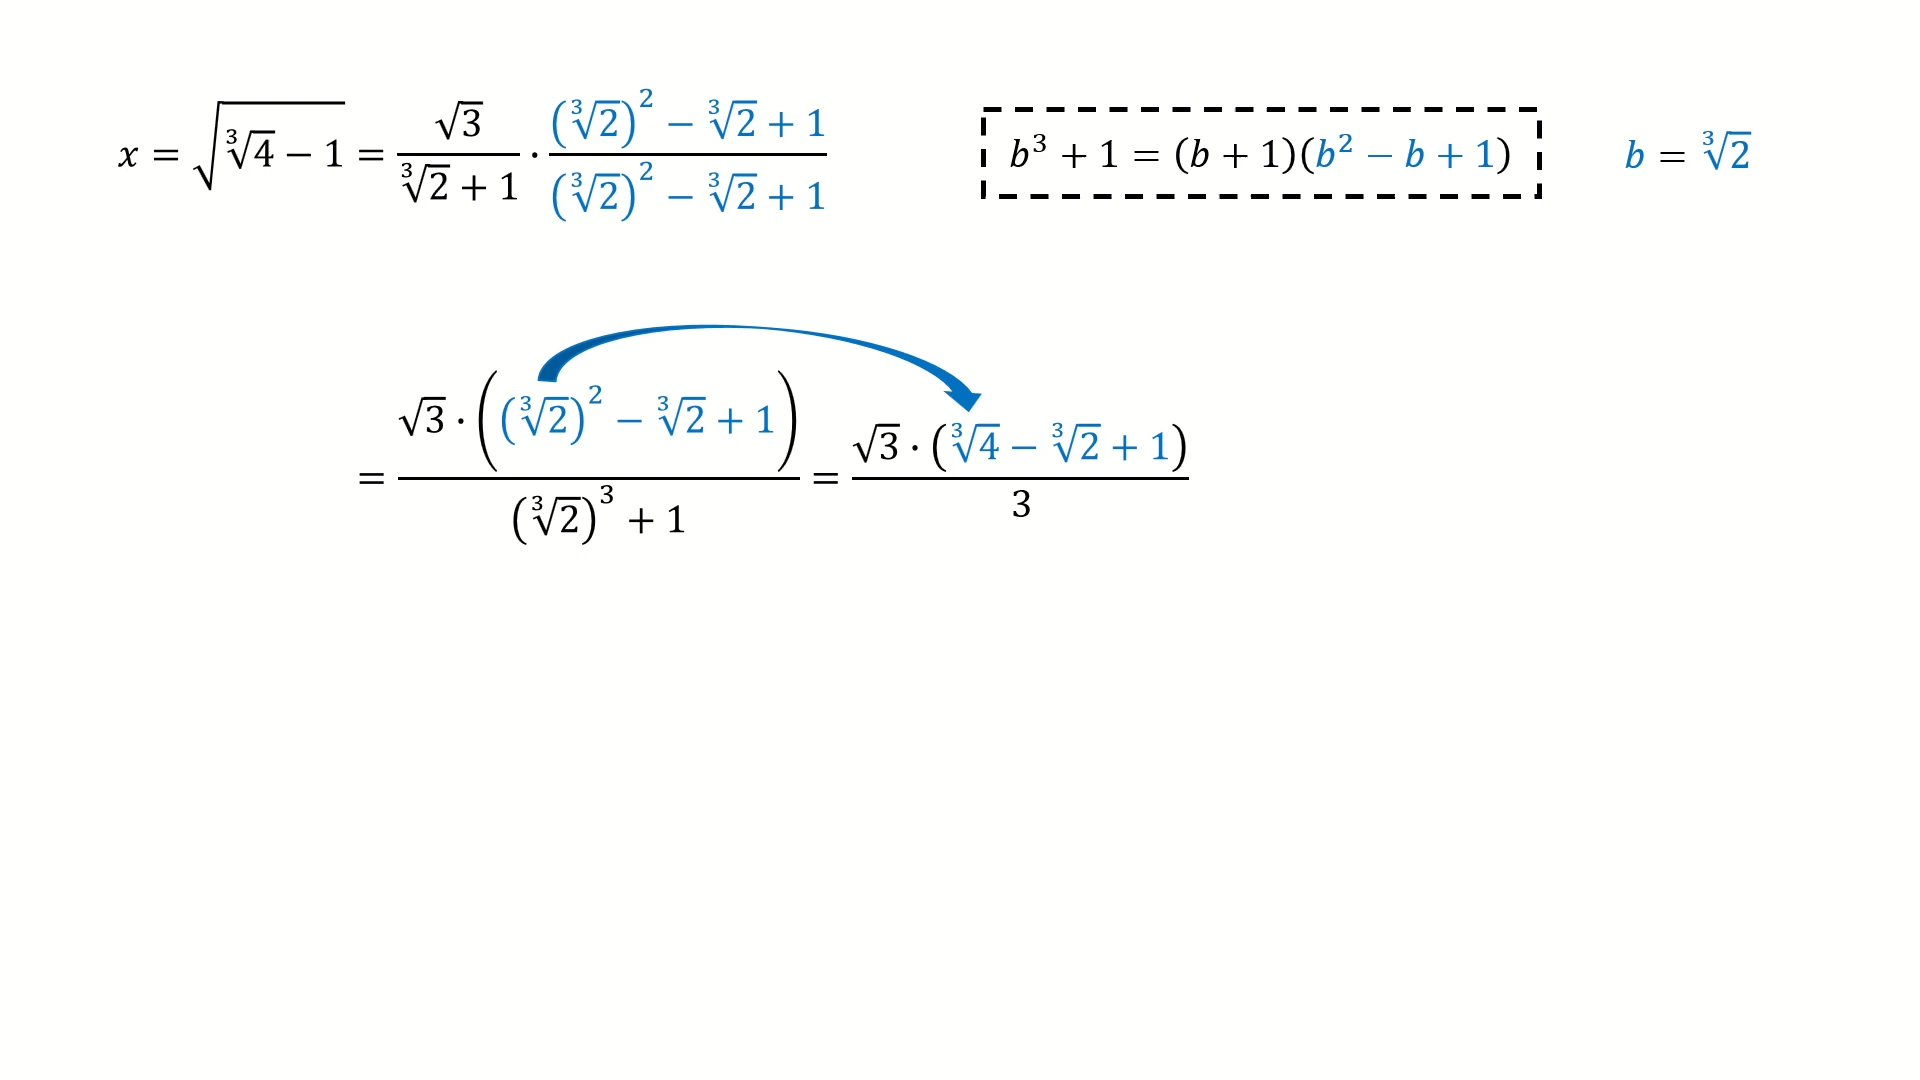 x = √(∛4 − 1) = √3/(∛2 + 1) · ((∛2)² − ∛2 + 1)/((∛2)² − ∛2 + 1)
b³ + 1 = (b + 1)(b² − b + 1)
b = ∛2
= (√3 · ((∛2)² − ∛2 + 1))/((∛2)³ + 1) = (√3 · (∛4 − ∛2 + 1))/3